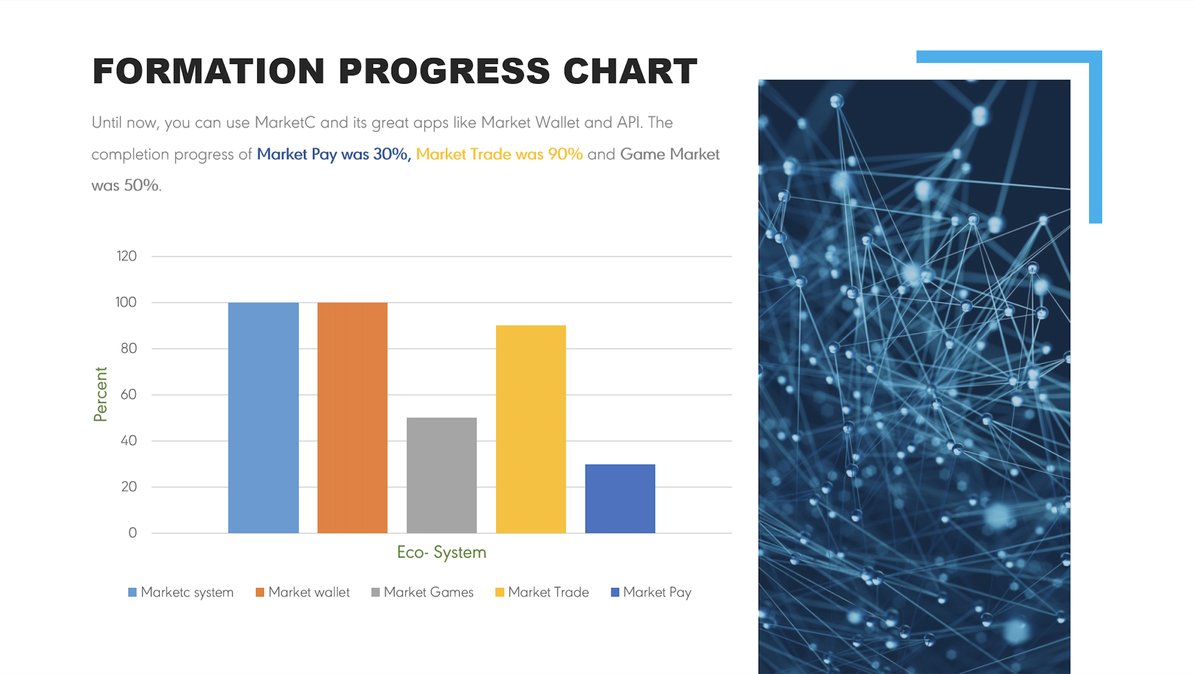 FORMATION PROGRESS CHART
Until now, you can use MarketC and its great apps like Market Wallet and API. The
completion progress of Market Pay was 30%, Market Trade was 90% and Game Market
was 50%.
120
100
80
60
40
20
0
Percent
Eco- System
Marketc system Market wallet Market Games Market Trade Market Pay